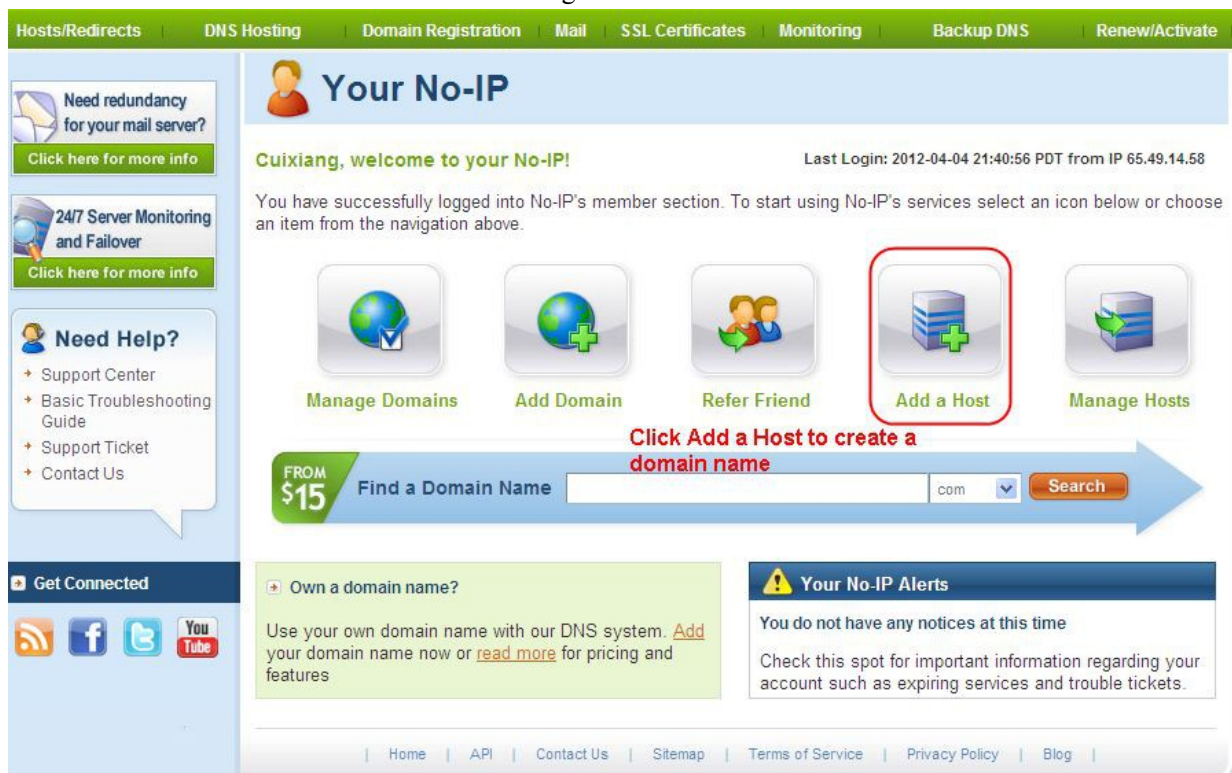 Hosts/Redirects | DNS Hosting | Domain Registration | Mail | SSL Certificates | Monitoring | Backup DNS | Renew/Activate
Need redundancy
for your mail server?
Click here for more info
24/7 Server Monitoring
and Failover
Click here for more info
Need Help?
Support Center
Basic Troubleshooting
Guide
Support Ticket
Contact Us
Get Connected
You
Tube
Your No-IP
Cuixiang, welcome to your No-IP!
Last Login: 2012-04-04 21:40:56 PDT from IP 65.49.14.58
You have successfully logged into No-IP's member section. To start using No-IP's services select an icon below or choose
an item from the navigation above.
Manage Domains
Add Domain
Refer Friend
Add a Host
Manage Hosts
Click Add a Host to create a
domain name
FROM
$15
Find a Domain Name
com
Search
Own a domain name?
Use your own domain name with our DNS system. Add
your domain name now or read more for pricing and
features
Your No-IP Alerts
You do not have any notices at this time
Check this spot for important information regarding your
account such as expiring services and trouble tickets.
| Home | API | Contact Us | Sitemap | Terms of Service | Privacy Policy | Blog |